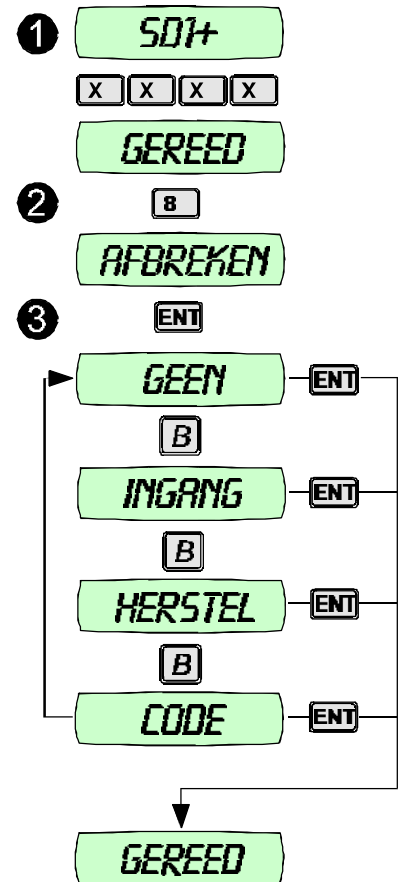 1 SD1+
X X X X
GEREED
2 8
AFBREKEN
3 ENT
GEEN ENT
B
INGANG ENT
B
HERSTEL ENT
B
CODE ENT
GEREED